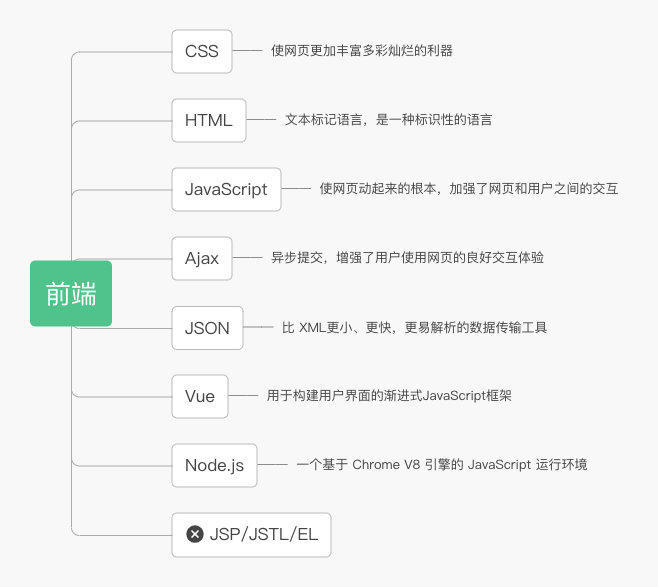 CSS
使网页更加丰富多彩灿烂的利器
HTML
文本标记语言，是一种标识性的语言
JavaScript
使网页动起来的根本，加强了网页和用户之间的交互
Ajax
异步提交，增强了用户使用网页的良好交互体验
前端
JSON
比 XML更小、更快，更易解析的数据传输工具
Vue
用于构建用户界面的渐进式JavaScript框架
Node.js
一个基于 Chrome V8 引擎的 JavaScript 运行环境
JSP/JSTL/EL